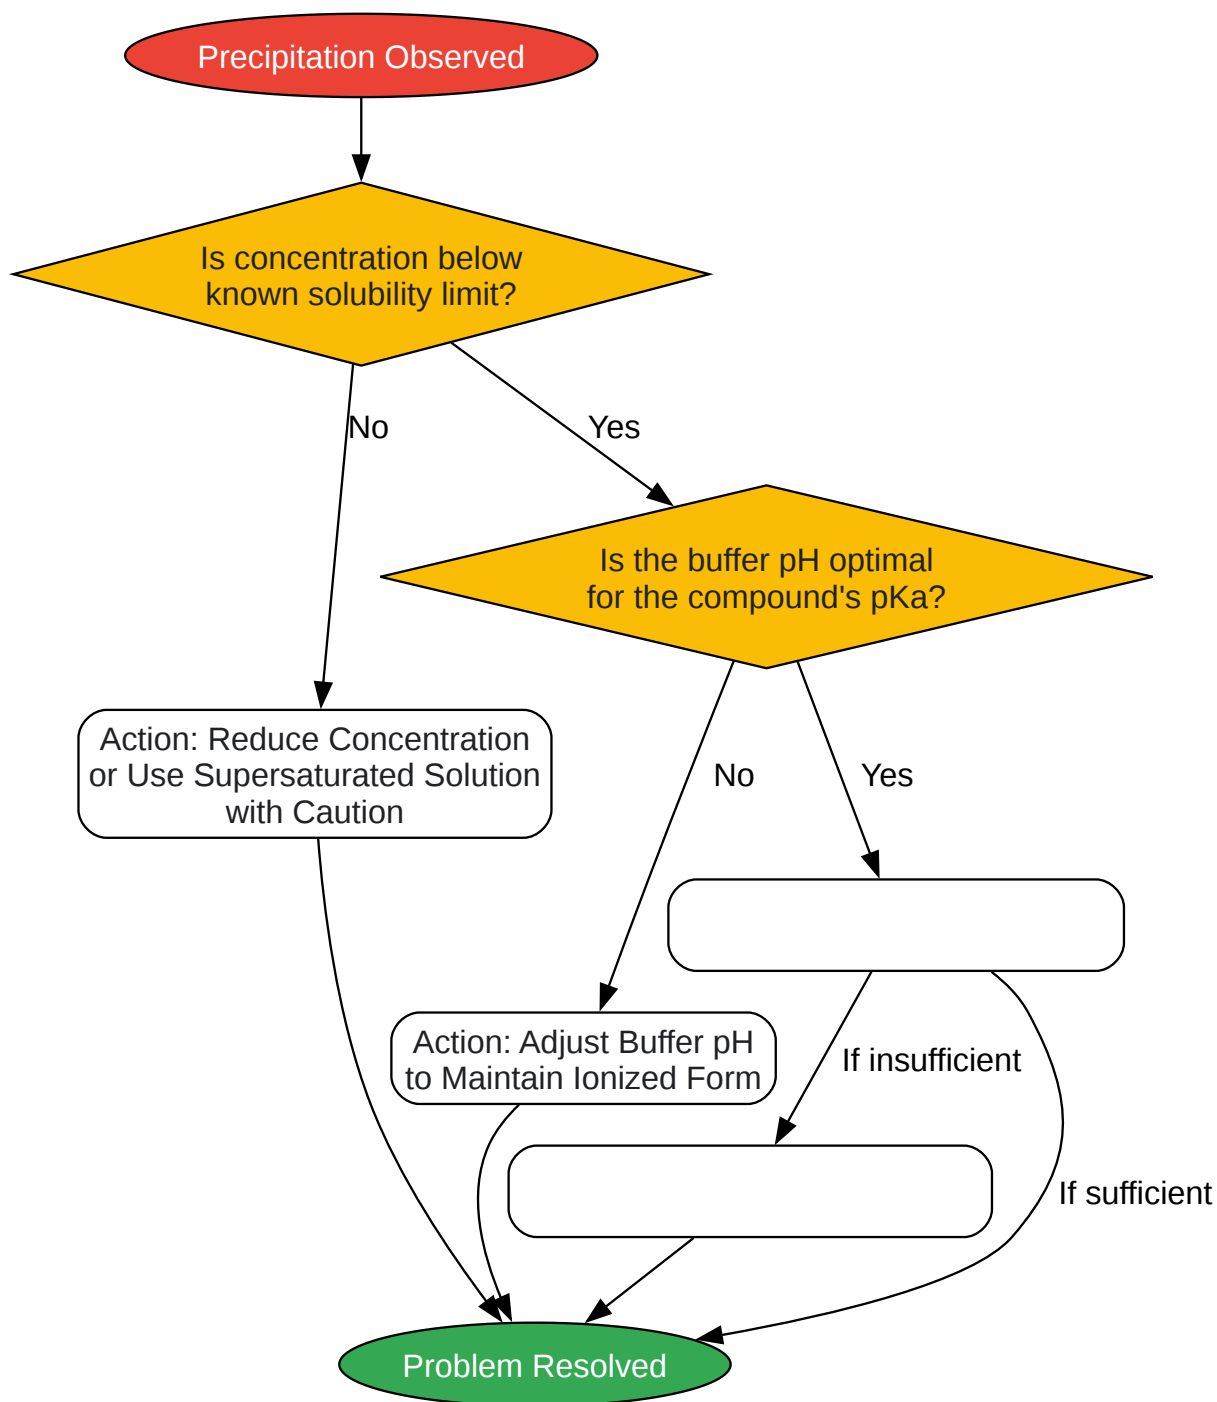 Precipitation Observed
Is concentration below
known solubility limit?
No
Yes
Is the buffer pH optimal
for the compound's pKa?
Action: Reduce Concentration
or Use Supersaturated Solution
with Caution
No
Yes
Action: Adjust Buffer pH
to Maintain Ionized Form
If insufficient
If sufficient
Problem Resolved